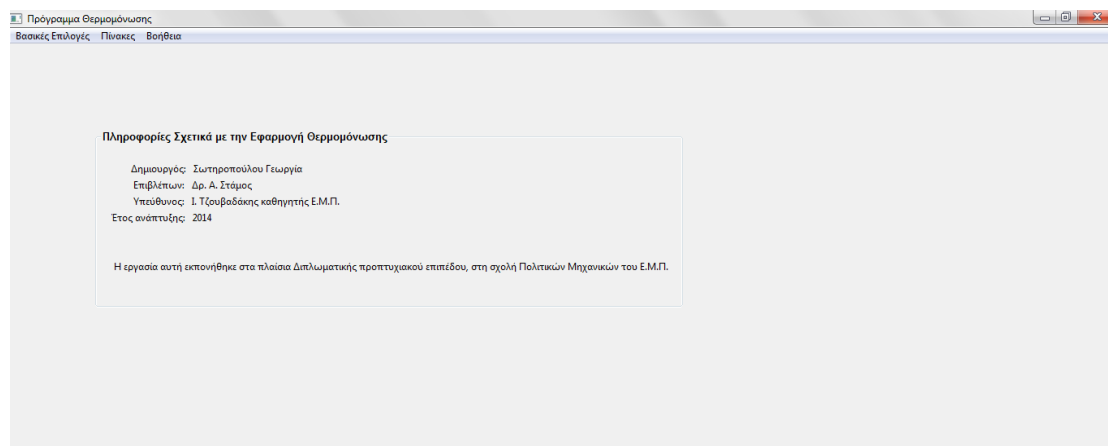 Πρόγραμμα Θερμομόνωσης
Βασικές Επιλογές Πίνακες Βοήθεια
Πληροφορίες Σχετικά με την Εφαρμογή Θερμομόνωσης
Δημιουργός: Σωτηροπούλου Γεωργία
Επιβλέπων: Δρ. Α. Στάμος
Υπεύθυνος: Ι. Τζουβαδάκης καθηγητής Ε.Μ.Π.
Έτος ανάπτυξης: 2014
Η εργασία αυτή εκπονήθηκε στα πλαίσια Διπλωματικής προπτυχιακού επιπέδου, στη σχολή Πολιτικών Μηχανικών του Ε.Μ.Π.